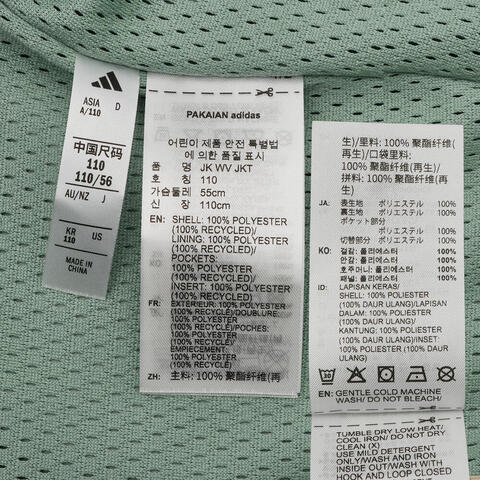 ASIA D
A/110
中国尺码
110
110/56
AU/NZ J
KR US
110
MADE IN
CHINA
PAKAIAN adidas
어린이 제품 안전 특별법
에 의한 품질 표시
품 명 JK WV JKT
호 칭 110
가슴둘레 55cm
신 장 110cm
EN: SHELL: 100% POLYESTER
(100% RECYCLED)/
LINING: 100% POLYESTER
(100% RECYCLED)/
POCKETS:
100% POLYESTER
(100% RECYCLED)/
INSERT: 100% POLYESTER
(100% RECYCLED)
FR: EXTÉRIEUR: 100% POLYESTER
(100% RECYCLÉ)/DOUBLURE:
100% POLYESTER
(100% RECYCLÉ)/POCHES:
100% POLYESTER
(100% RECYCLÉ)/
EMPIECEMENT:
100% POLYESTER
(100% RECYCLÉ)
ZH: 主料: 100% 聚酯纤维(再
生)/里料: 100% 聚酯纤维
(再生)/口袋里料:
100% 聚酯纤维(再生)/
拼料: 100% 聚酯纤维(再
生)
JA: 表生地 ポリエステル 100%
裏生地 ポリエステル 100%
ポケット部分
ポリエステル 100%
切替部分 ポリエステル 100%
KO: 겉감: 폴리에스터 100%
안감: 폴리에스터 100%
호주머니: 폴리에스터 100%
패널: 폴리에스터 100%
ID: LAPISAN KERAS/
SHELL: 100% POLIESTER
(100% DAUR ULANG)/LAPISAN
DALAM: 100% POLIESTER
(100% DAUR ULANG)/
KANTUNG: 100% POLIESTER
(100% DAUR ULANG)/INSET:
100% POLIESTER (100% DAUR
ULANG)
EN: GENTLE COLD MACHINE
WASH/ DO NOT BLEACH/
TUMBLE DRY LOW HEAT/
COOL IRON/ DO NOT DRY
CLEAN (X)
USE MILD DETERGENT
ONLY/WASH AND IRON
INSIDE OUT/WASH WITH
HOOK AND LOOP CLOSED